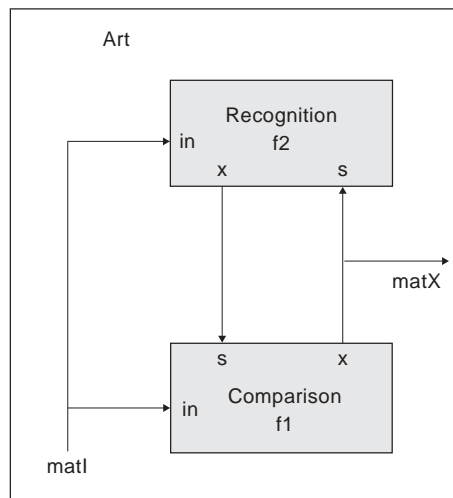 Art
Recognition
f2
in
x s
matX
s x
Comparison
in
f1
matI